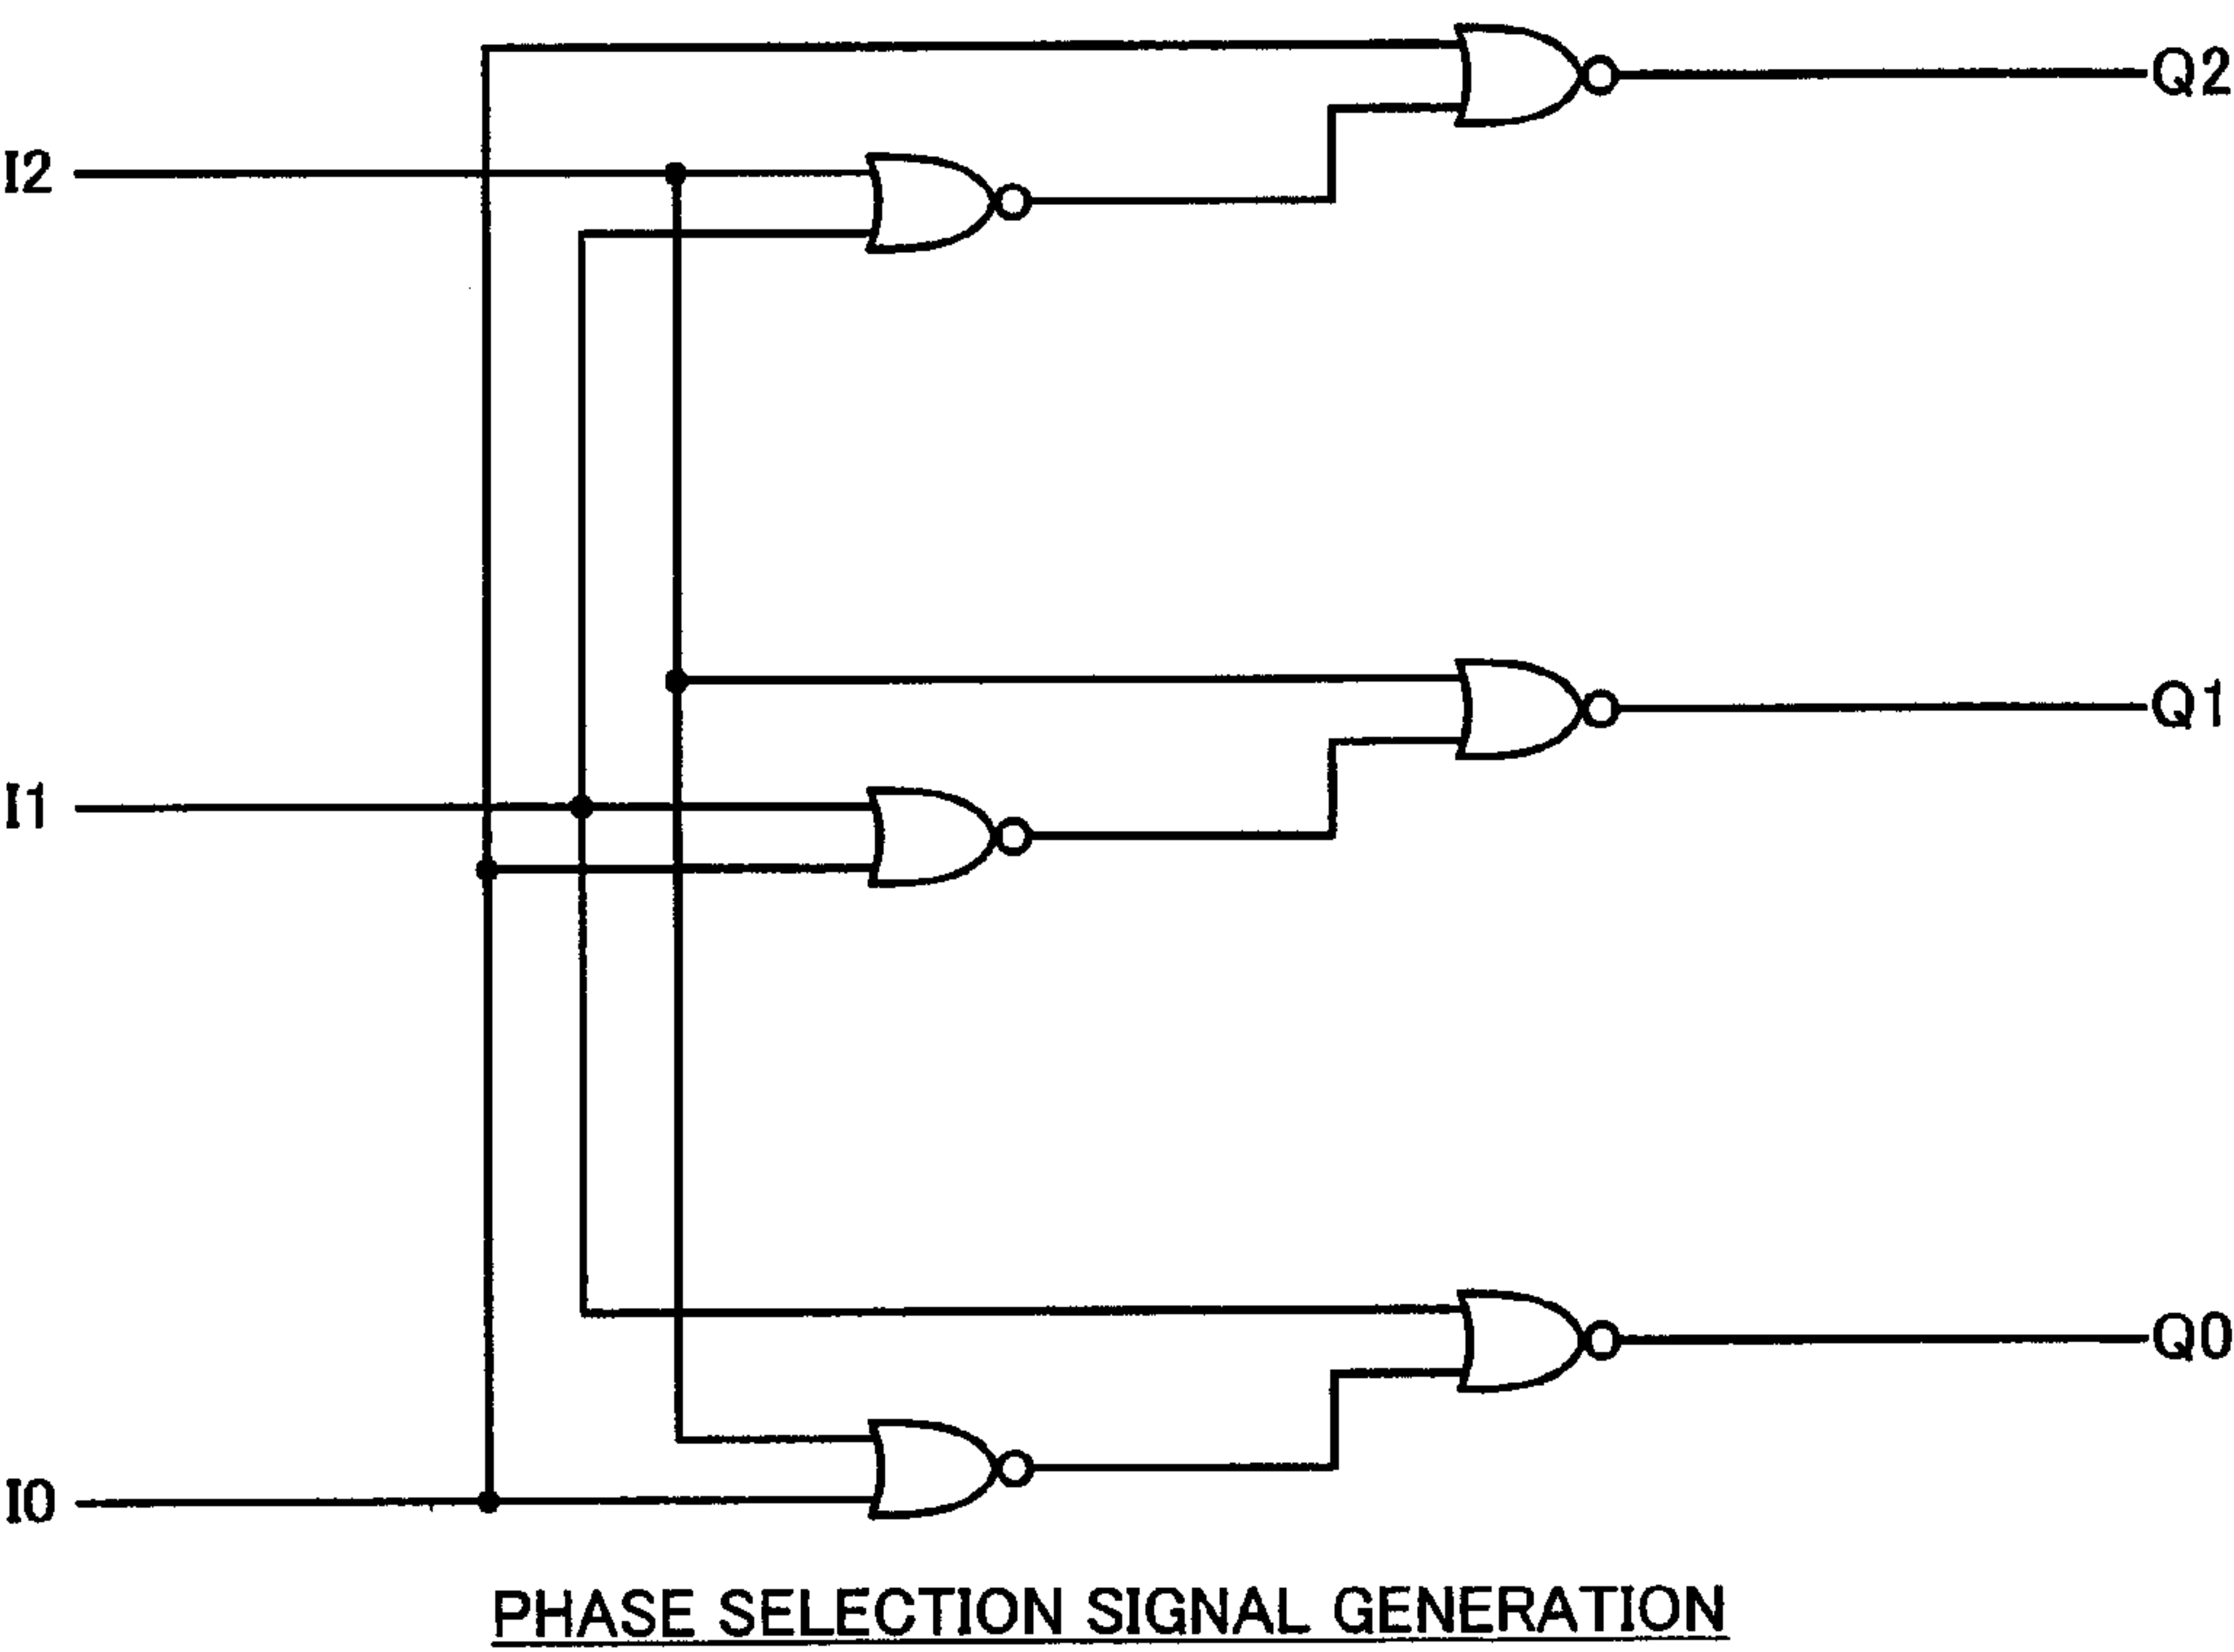 Q2
I2
Q1
I1
Q0
I0
PHASE SELECTION SIGNAL GENERATION